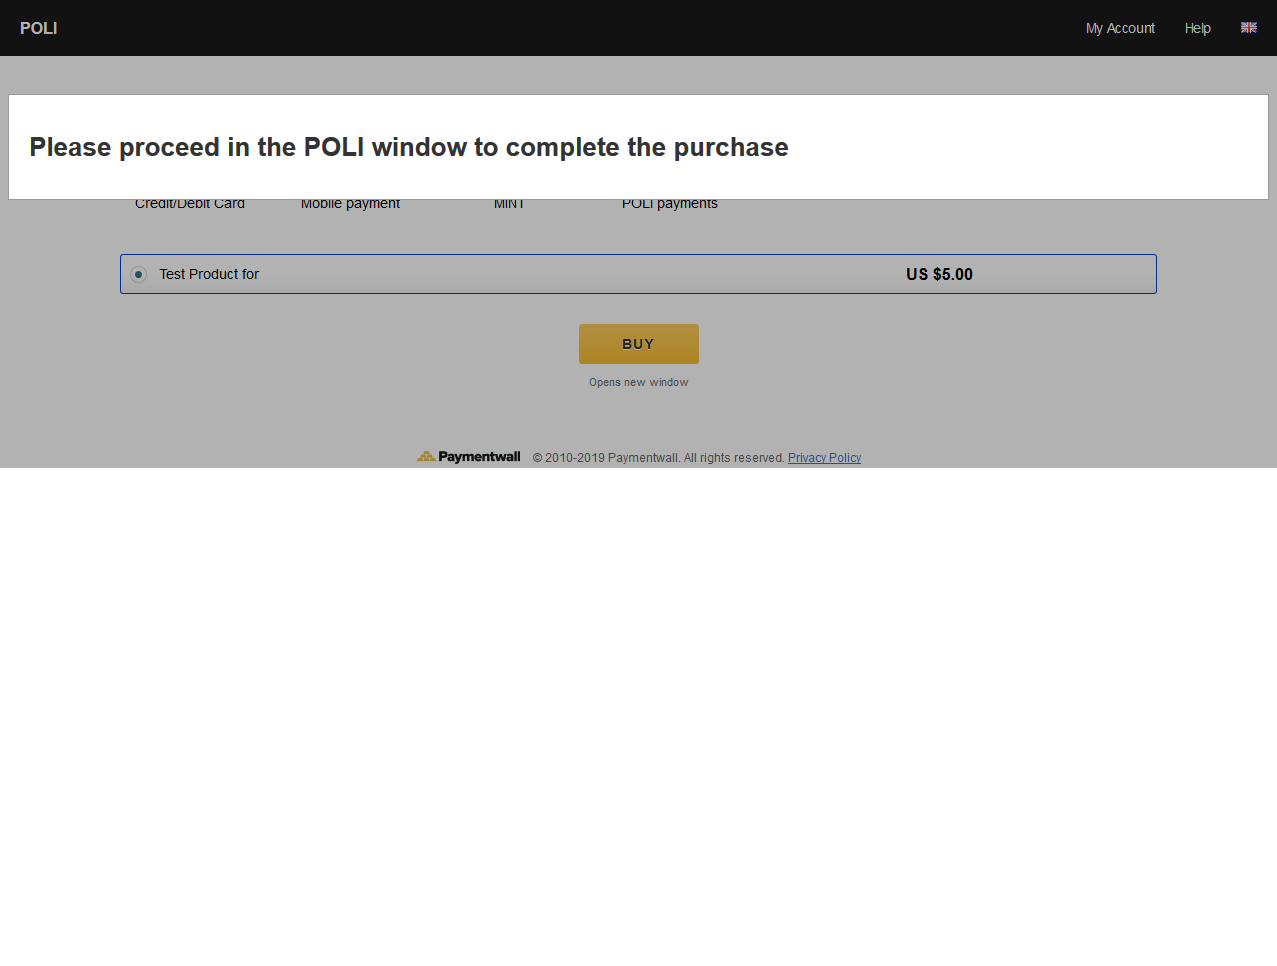 POLI
My Account Help
Please proceed in the POLI window to complete the purchase
Credit/Debit Card Mobile payment MINT POLi payments
Test Product for US $5.00
BUY
Opens new window
Paymentwall © 2010-2019 Paymentwall. All rights reserved. Privacy Policy